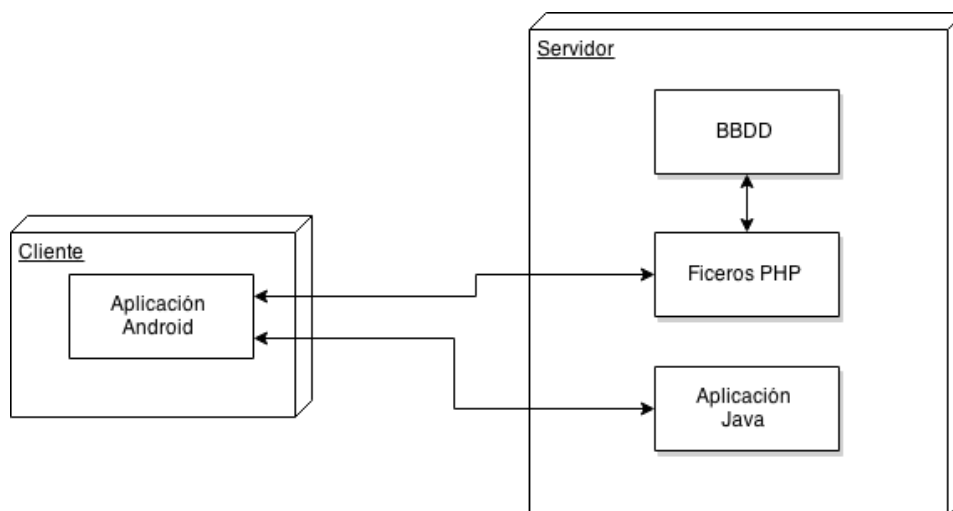 Servidor
BBDD
Cliente
Aplicación
Android
Ficeros PHP
Aplicación
Java